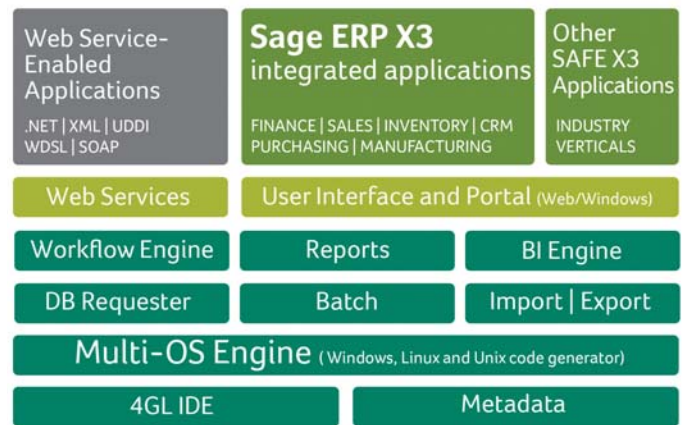 Web Service-
Enabled
Applications
.NET | XML | UDDI
WDSL | SOAP
Sage ERP X3
integrated applications
FINANCE | SALES | INVENTORY | CRM
PURCHASING | MANUFACTURING
Other
SAFE X3
Applications
INDUSTRY
VERTICALS
Web Services
User Interface and Portal (Web/Windows)
Workflow Engine
Reports
BI Engine
DB Requester
Batch
Import | Export
Multi-OS Engine ( Windows, Linux and Unix code generator)
4GL IDE
Metadata